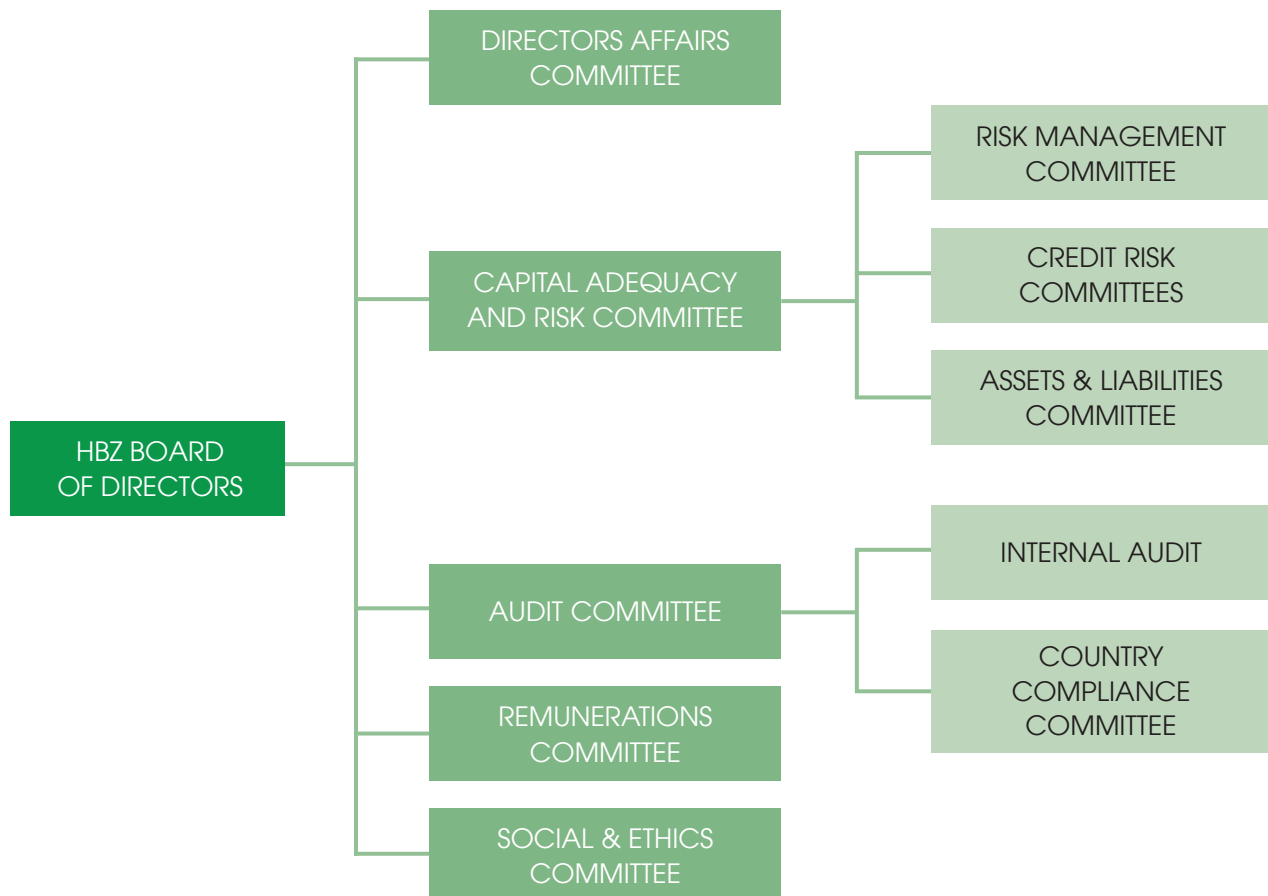 DIRECTORS AFFAIRS
COMMITTEE
RISK MANAGEMENT
COMMITTEE
CREDIT RISK
COMMITTEES
CAPITAL ADEQUACY
AND RISK COMMITTEE
ASSETS & LIABILITIES
COMMITTEE
HBZ BOARD
OF DIRECTORS
INTERNAL AUDIT
AUDIT COMMITTEE
COUNTRY
COMPLIANCE
COMMITTEE
REMUNERATIONS
COMMITTEE
SOCIAL & ETHICS
COMMITTEE